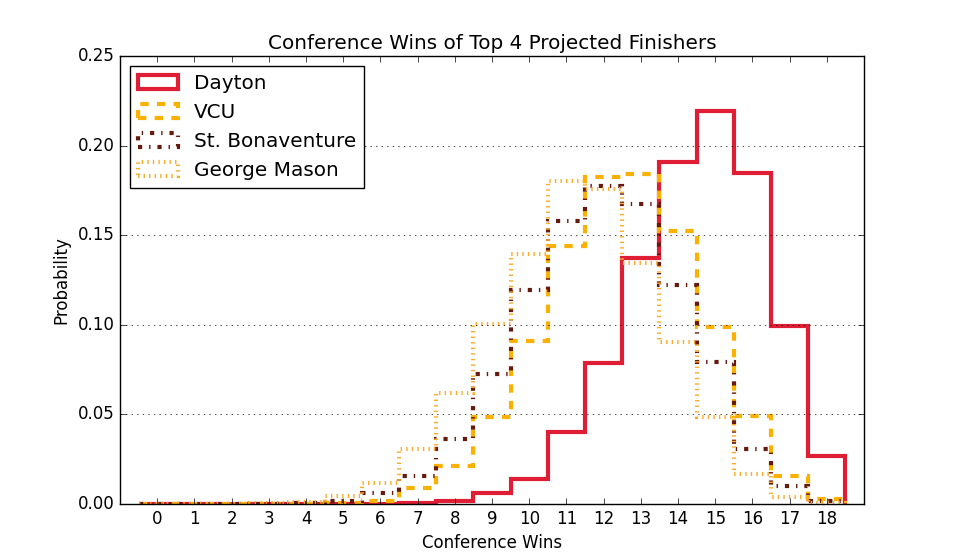 Conference Wins of Top 4 Projected Finishers
0.25
0.20
0.15
0.10
0.05
0.00
Probability
Dayton
VCU
St. Bonaventure
George Mason
0 1 2 3 4 5 6 7 8 9 10 11 12 13 14 15 16 17 18
Conference Wins